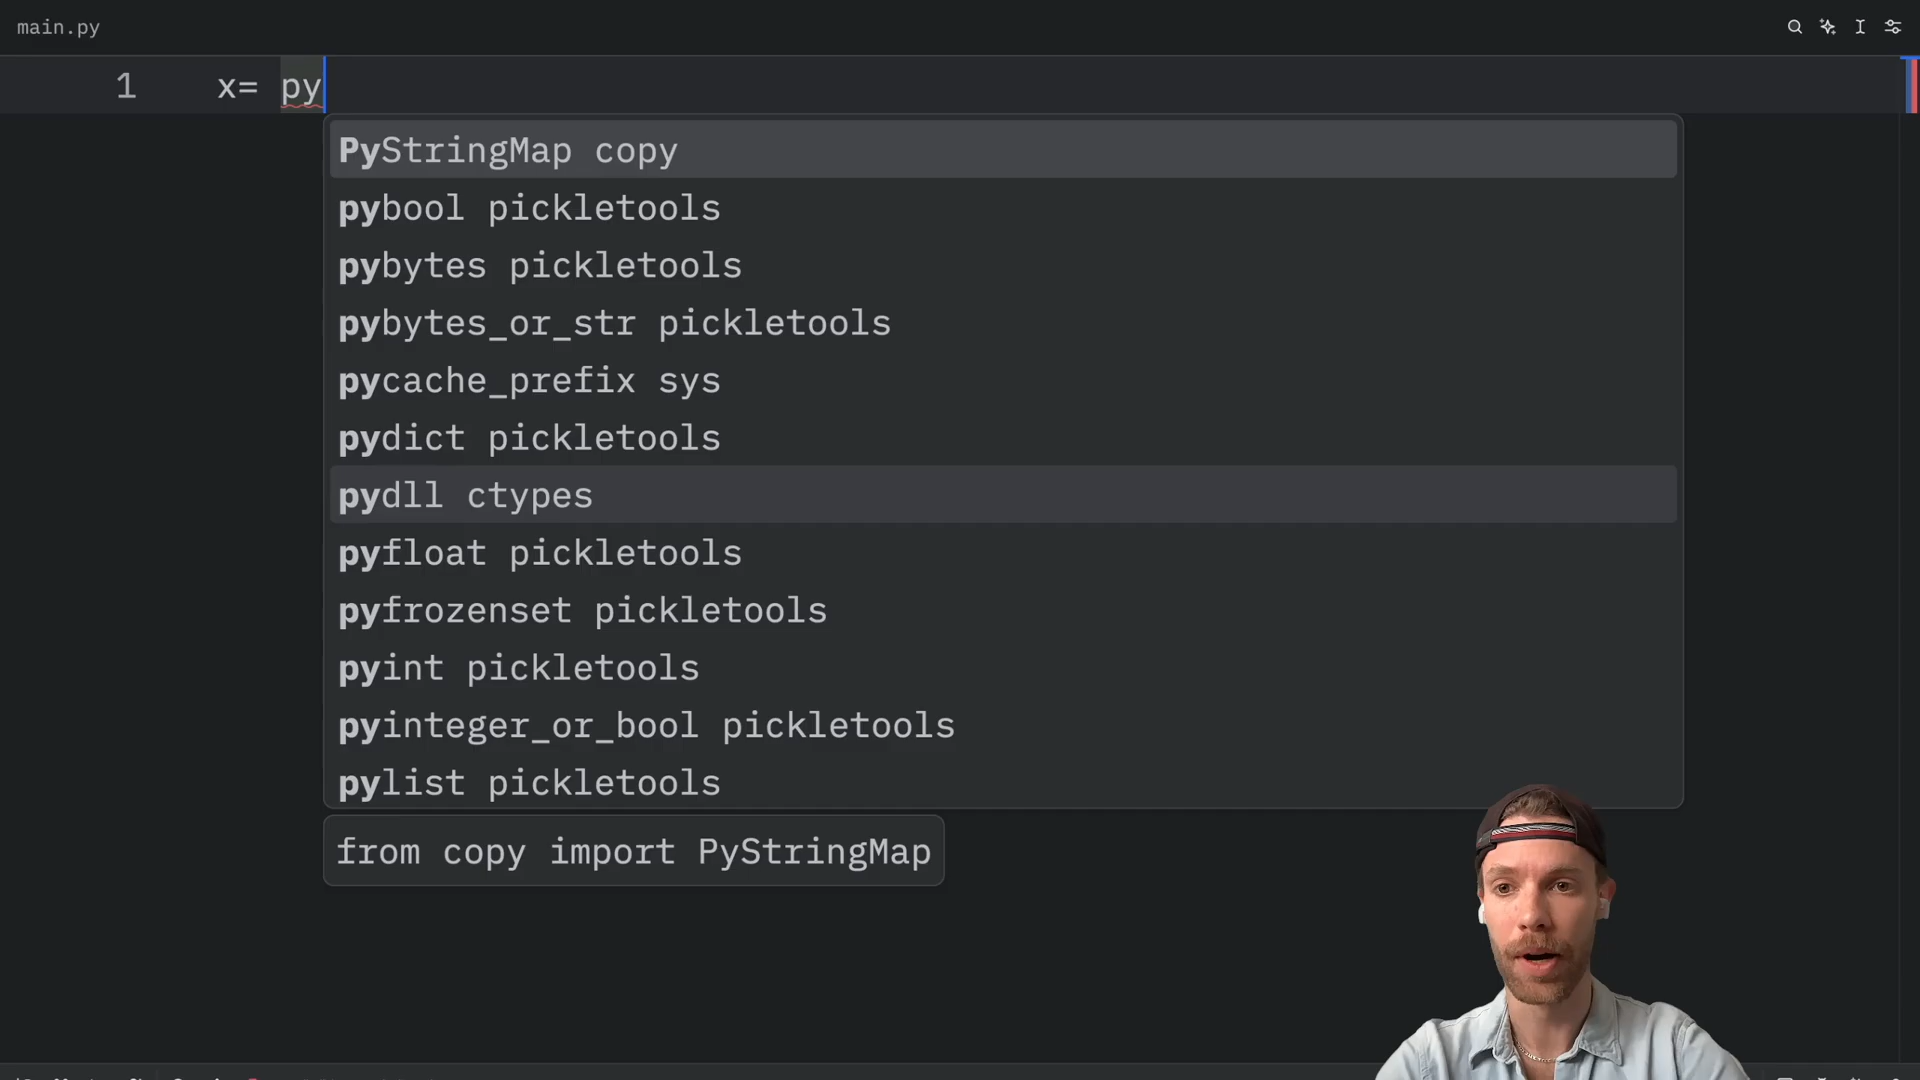 main.py
1 x= py
PyStringMap copy
pybool pickletools
pybytes pickletools
pybytes_or_str pickletools
pycache_prefix sys
pydict pickletools
pydll ctypes
pyfloat pickletools
pyfrozenset pickletools
pyint pickletools
pyinteger_or_bool pickletools
pylist pickletools
from copy import PyStringMap